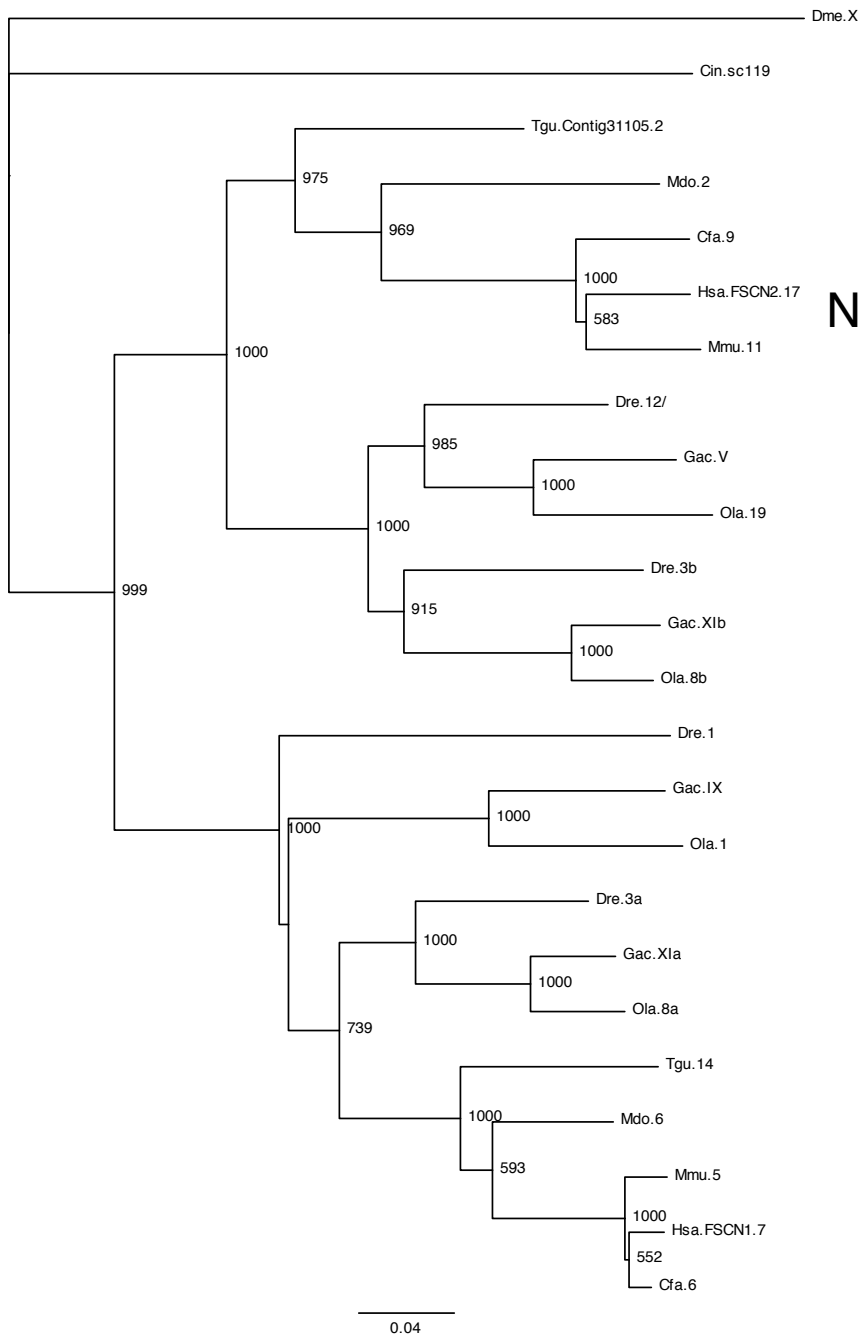 Dme.X
Cin.sc119
Tgu.Contig31105.2
975
Mdo.2
969
Cfa.9
1000
Hsa.FSCN2.17
N
583
Mmu.11
1000
Dre.12/
985
Gac.V
1000
Ola.19
1000
Dre.3b
999
915
Gac.XIb
1000
Ola.8b
Dre.1
Gac.IX
1000
1000
Ola.1
Dre.3a
1000
Gac.XIa
1000
Ola.8a
739
Tgu.14
1000
Mdo.6
593
Mmu.5
1000
Hsa.FSCN1.7
552
Cfa.6
0.04